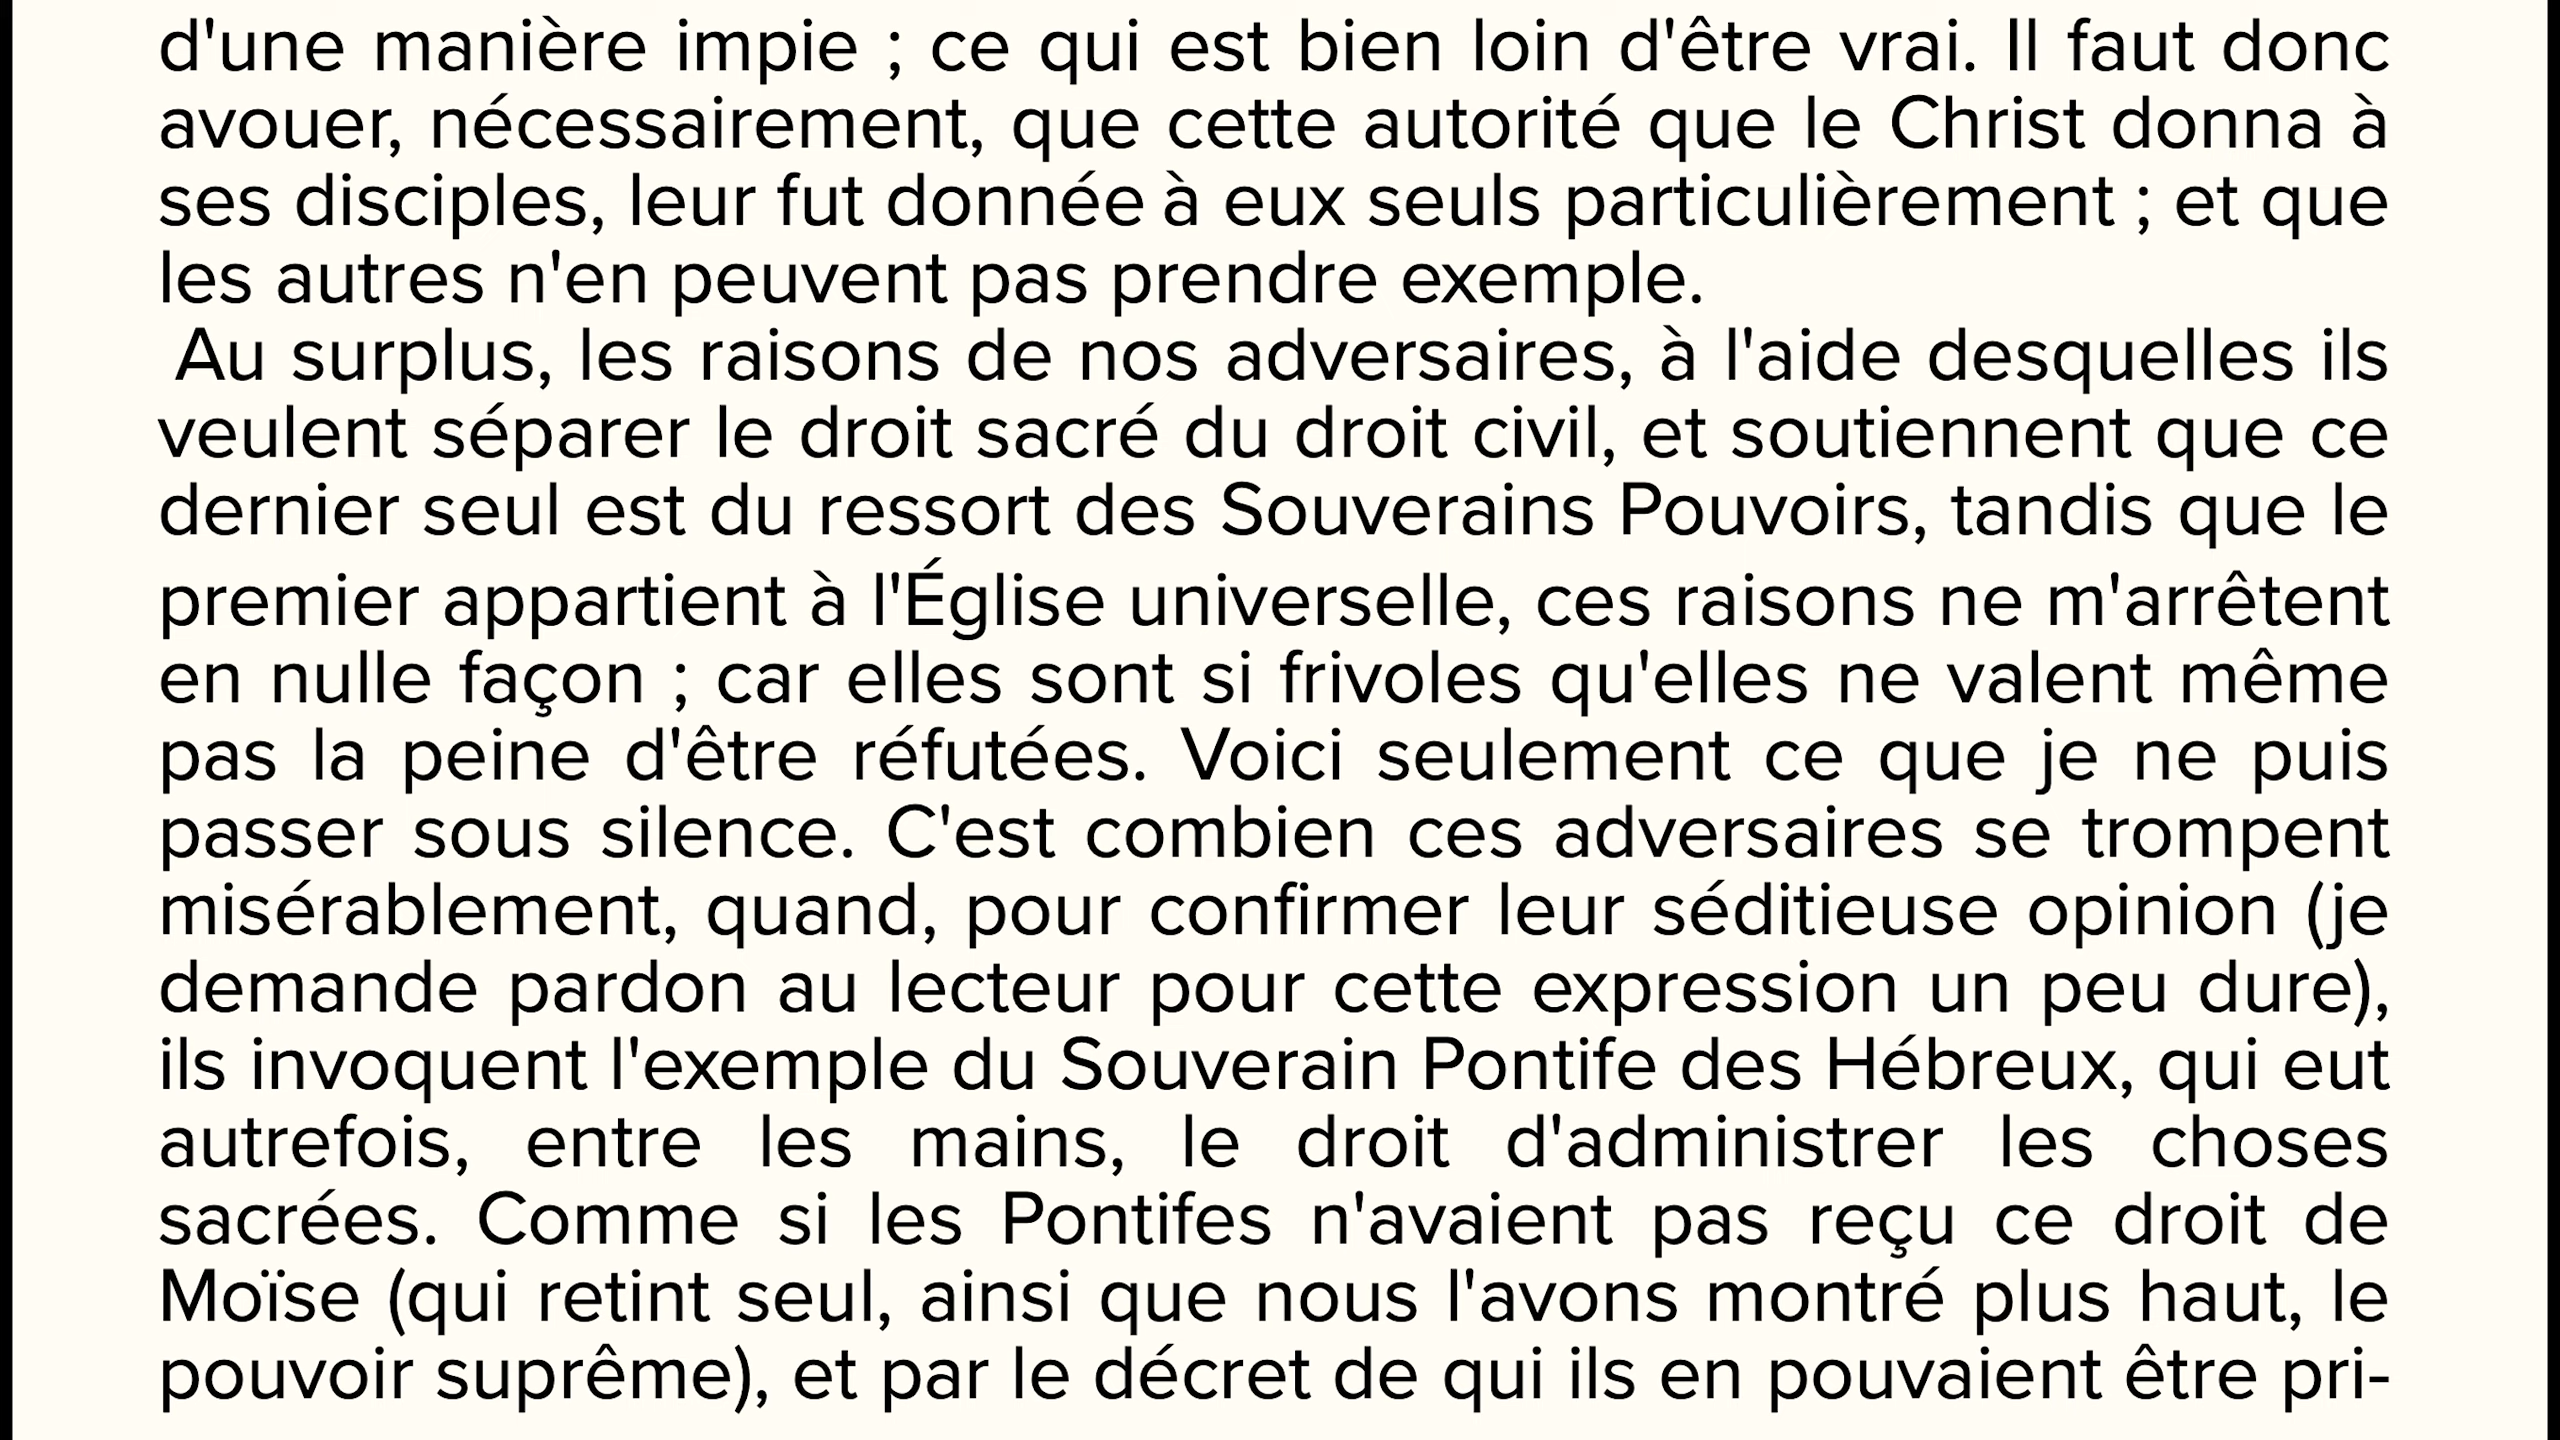 d'une manière impie ; ce qui est bien loin d'être vrai. Il faut donc
avouer, nécessairement, que cette autorité que le Christ donna à
ses disciples, leur fut donnée à eux seuls particulièrement ; et que
les autres n'en peuvent pas prendre exemple.
Au surplus, les raisons de nos adversaires, à l'aide desquelles ils
veulent séparer le droit sacré du droit civil, et soutiennent que ce
dernier seul est du ressort des Souverains Pouvoirs, tandis que le
premier appartient à l'Église universelle, ces raisons ne m'arrêtent
en nulle façon ; car elles sont si frivoles qu'elles ne valent même
pas la peine d'être réfutées. Voici seulement ce que je ne puis
passer sous silence. C'est combien ces adversaires se trompent
misérablement, quand, pour confirmer leur séditieuse opinion (je
demande pardon au lecteur pour cette expression un peu dure),
ils invoquent l'exemple du Souverain Pontife des Hébreux, qui eut
autrefois, entre les mains, le droit d'administrer les choses
sacrées. Comme si les Pontifes n'avaient pas reçu ce droit de
Moïse (qui retint seul, ainsi que nous l'avons montré plus haut, le
pouvoir suprême), et par le décret de qui ils en pouvaient être pri-